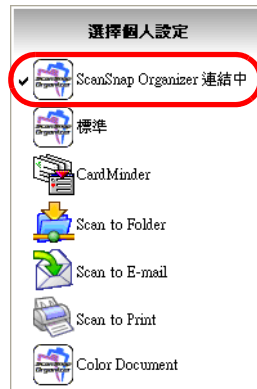 選擇個人設定
ScanSnap Organizer 連結中
標準
CardMinder
Scan to Folder
Scan to E-mail
Scan to Print
Color Document